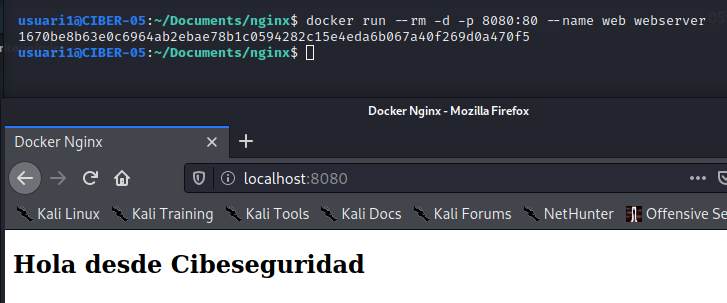 usuari1@CIBER-05:~/Documents/nginx$ docker run --rm -d -p 8080:80 --name web webserver
1670be8b63e0c6964ab2ebae78b1c0594282c15e4eda6b067a40f269d0a470f5
usuari1@CIBER-05:~/Documents/nginx$
Docker Nginx - Mozilla Firefox
Docker Nginx
localhost:8080
Kali Linux Kali Training Kali Tools Kali Docs Kali Forums NetHunter Offensive Se
Hola desde Cibeseguridad